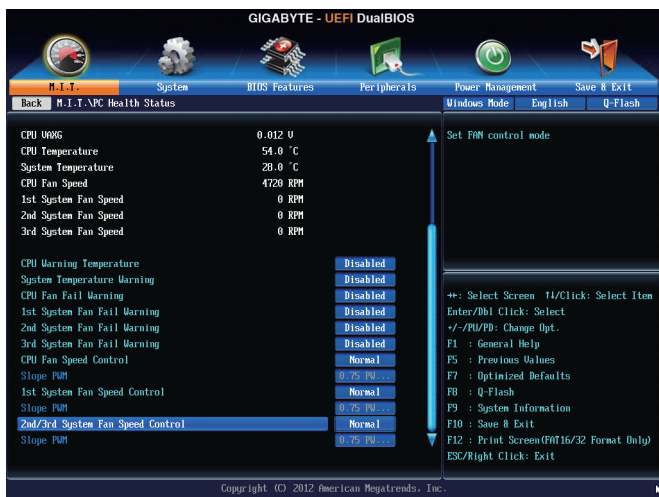 GIGABYTE - UEFI DualBIOS
M.I.T. System BIOS Features Peripherals Power Management Save & Exit
Back M.I.T.\PC Health Status Windows Mode English Q-Flash
CPU VAXG 0.012 V
CPU Temperature 54.0 °C
System Temperature 28.0 °C
CPU Fan Speed 4720 RPM
1st System Fan Speed 0 RPM
2nd System Fan Speed 0 RPM
3rd System Fan Speed 0 RPM
CPU Warning Temperature Disabled
System Temperature Warning Disabled
CPU Fan Fail Warning Disabled
1st System Fan Fail Warning Disabled
2nd System Fan Fail Warning Disabled
3rd System Fan Fail Warning Disabled
CPU Fan Speed Control Normal
Slope PWM 0.75 PW...
1st System Fan Speed Control Normal
Slope PWM 0.75 PW...
2nd/3rd System Fan Speed Control Normal
Slope PWM 0.75 PW...
Set FAN control mode
→←: Select Screen ↑↓/Click: Select Item
Enter/Dbl Click: Select
+/-/PU/PD: Change Opt.
F1 : General Help
F5 : Previous Values
F7 : Optimized Defaults
F8 : Q-Flash
F9 : System Information
F10 : Save & Exit
F12 : Print Screen(FAT16/32 Format Only)
ESC/Right Click: Exit
Copyright (C) 2012 American Megatrends, Inc.